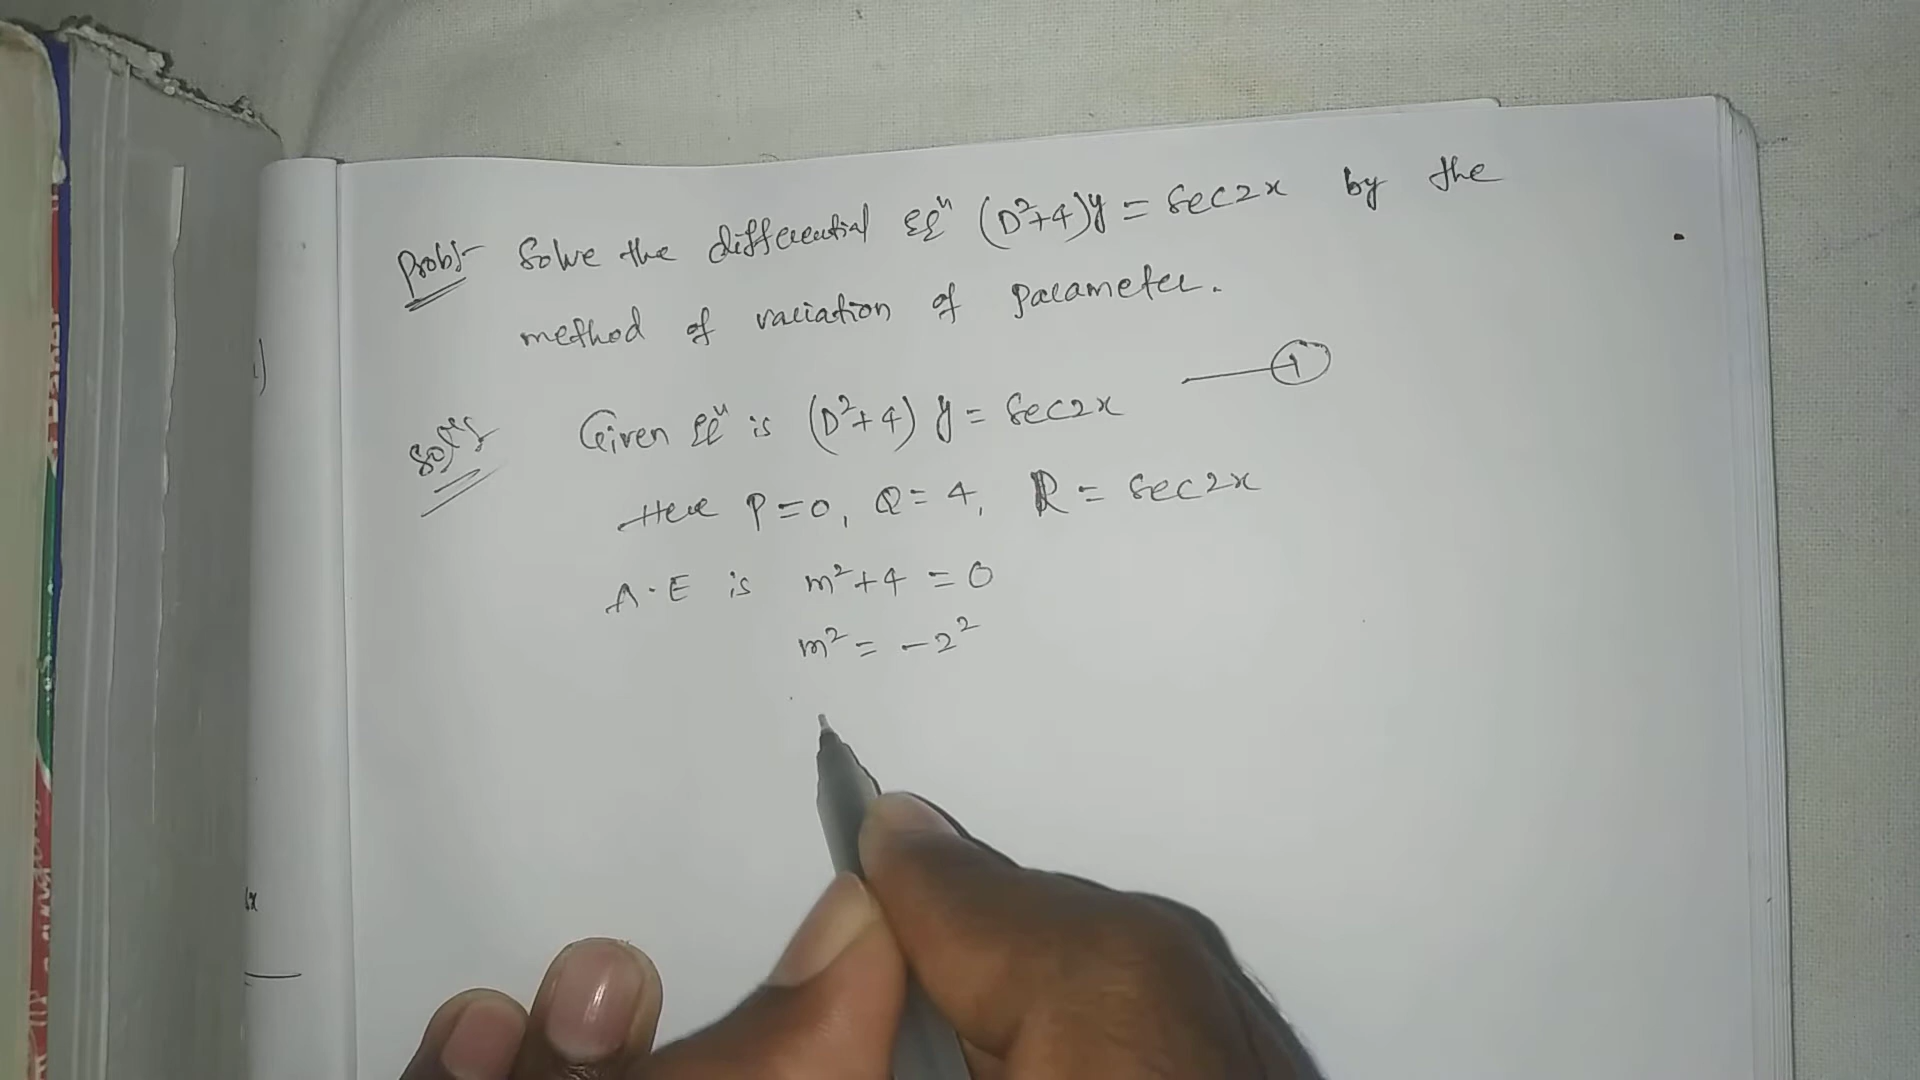 Prob:- Solve the differential Eqn (D²+4)y = sec2x by the
method of variation of parameter.
Soln:
Given Eqn is (D²+4) y = sec2x —①
Here P=0, Q=4, R = sec2x
A.E is m²+4 = 0
m² = -2²